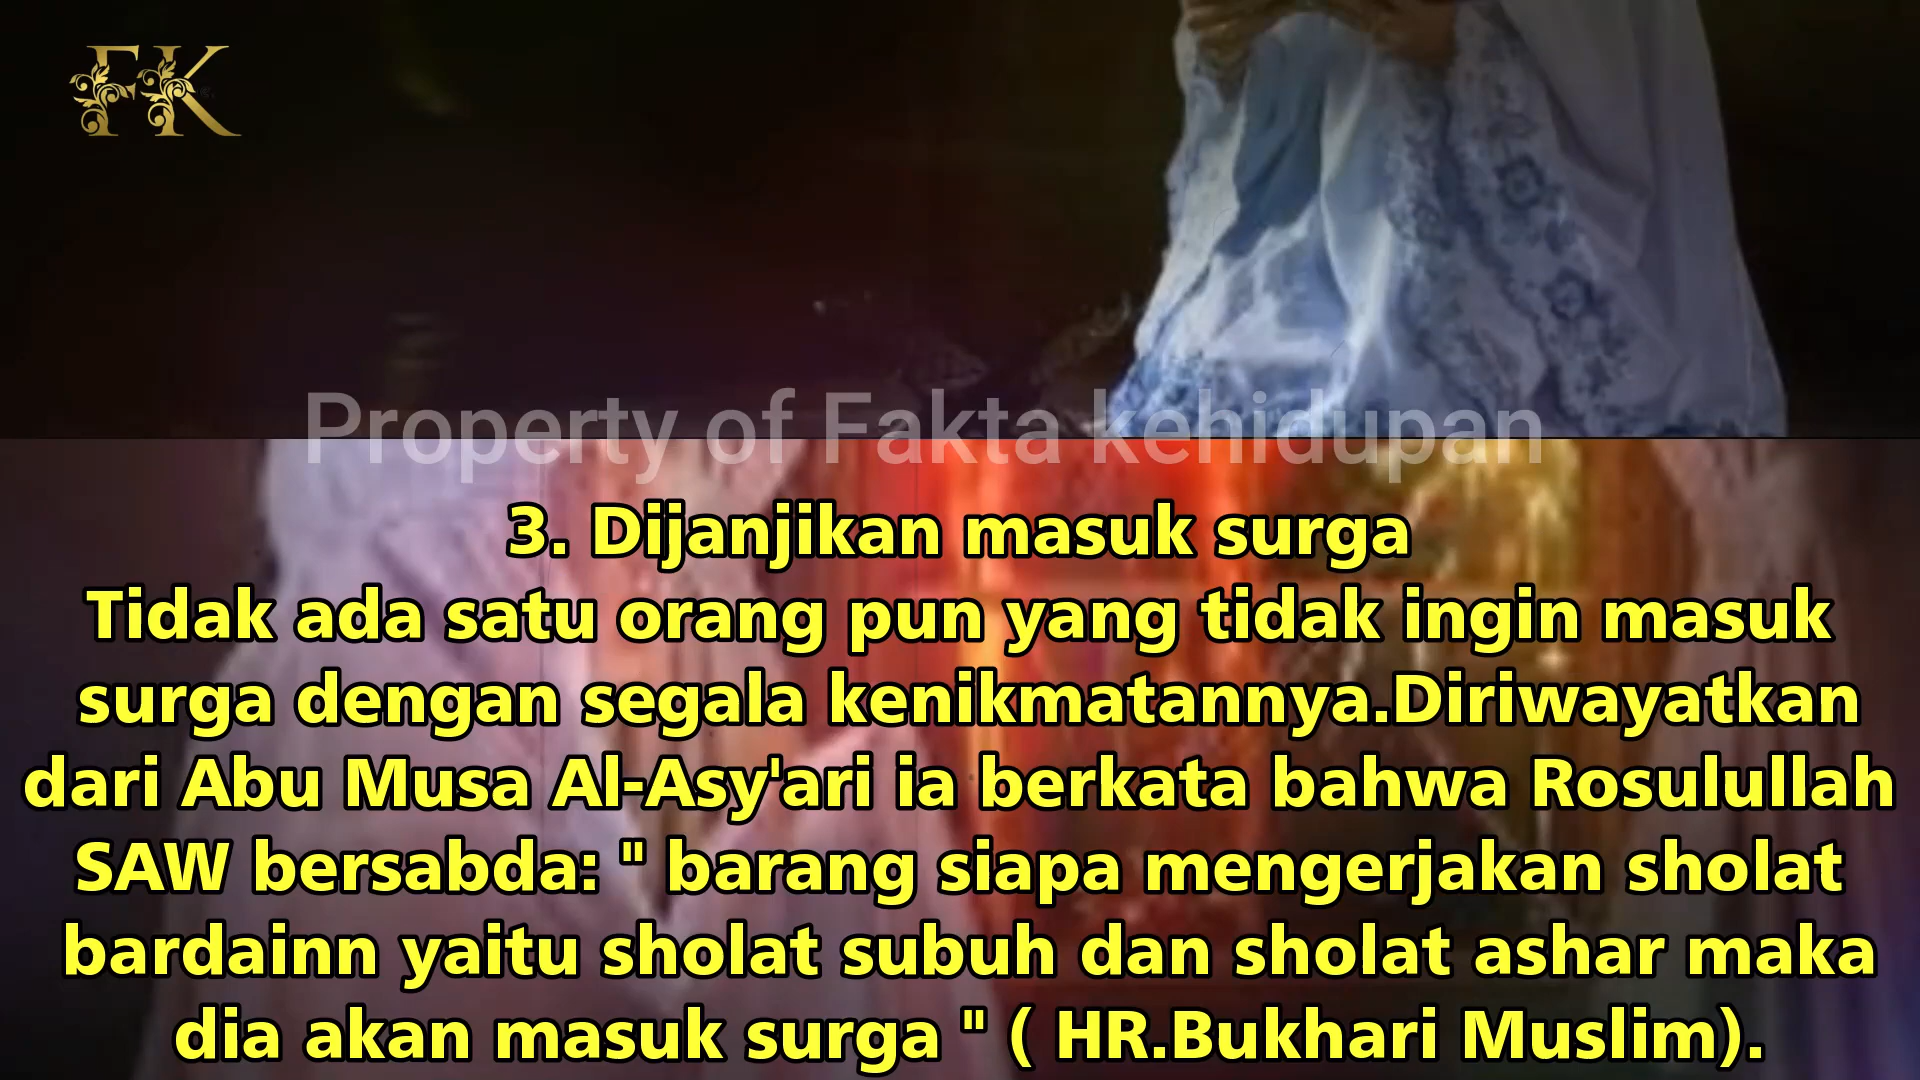 FK
Property of Fakta kehidupan
3. Dijanjikan masuk surga
Tidak ada satu orang pun yang tidak ingin masuk
surga dengan segala kenikmatannya.Diriwayatkan
dari Abu Musa Al-Asy'ari ia berkata bahwa Rosulullah
SAW bersabda: " barang siapa mengerjakan sholat
bardainn yaitu sholat subuh dan sholat ashar maka
dia akan masuk surga " ( HR.Bukhari Muslim).